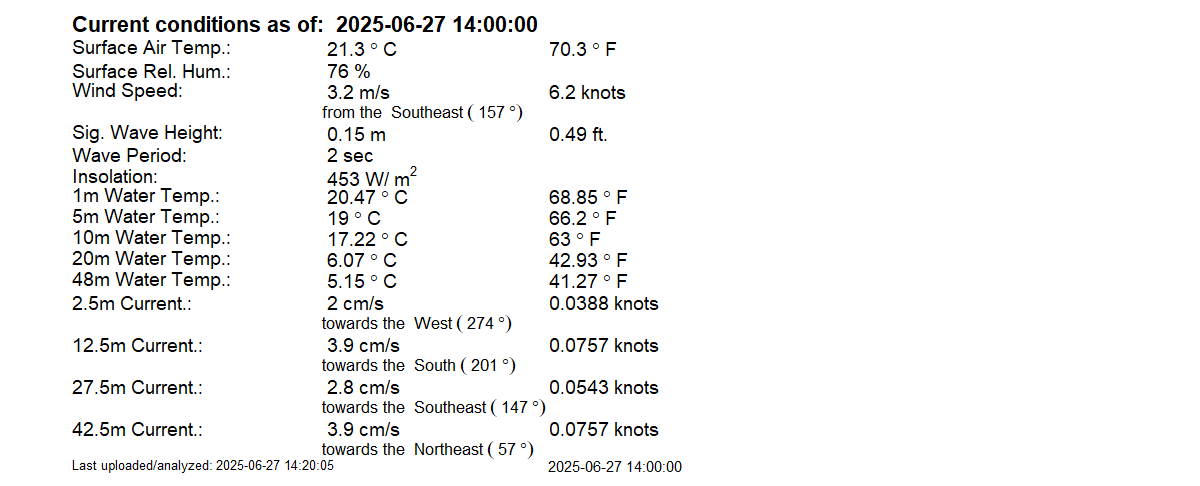 Current conditions as of: 2025-06-27 14:00:00
Surface Air Temp.: 21.3 ° C 70.3 ° F
Surface Rel. Hum.: 76 %
Wind Speed: 3.2 m/s 6.2 knots
from the Southeast ( 157 °)
Sig. Wave Height: 0.15 m 0.49 ft.
Wave Period: 2 sec
Insolation: 453 W/ m²
1m Water Temp.: 20.47 ° C 68.85 ° F
5m Water Temp.: 19 ° C 66.2 ° F
10m Water Temp.: 17.22 ° C 63 ° F
20m Water Temp.: 6.07 ° C 42.93 ° F
48m Water Temp.: 5.15 ° C 41.27 ° F
2.5m Current.: 2 cm/s 0.0388 knots
towards the West ( 274 °)
12.5m Current.: 3.9 cm/s 0.0757 knots
towards the South ( 201 °)
27.5m Current.: 2.8 cm/s 0.0543 knots
towards the Southeast ( 147 °)
42.5m Current.: 3.9 cm/s 0.0757 knots
towards the Northeast ( 57 °)
Last uploaded/analyzed: 2025-06-27 14:20:05 2025-06-27 14:00:00